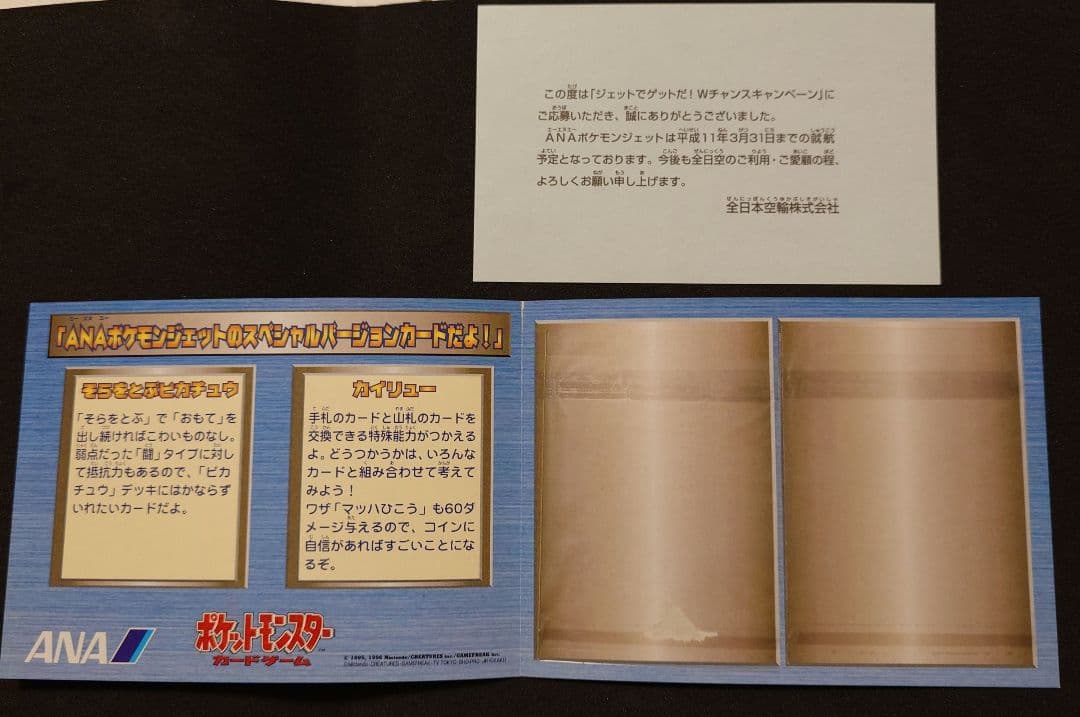 この度は「ジェットでゲットだ！Wチャンスキャンペーン」に
ご応募いただき、誠にありがとうございました。
ANAポケモンジェットは平成11年3月31日までの就航
予定となっております。今後も全日空のご利用・ご愛顧の程、
よろしくお願い申し上げます。
全日本空輸株式会社
「ANAポケモンジェットのスペシャルバージョンカードだよ！」
そらをとぶピカチュウ
「そらをとぶ」で「おもて」を
出し続ければこわいものなし。
弱点だった「闘」タイプに対し
て抵抗力もあるので、「ピカ
チュウ」デッキにはかならず
いれたいカードだよ。
カイリュー
手札のカードと山札のカードを
交換できる特殊能力がつかえる
よ。どうつかうかは、いろんな
カードと組み合わせて考えて
みよう！
ワザ「マッハひこう」も60ダ
メージ与えるので、コインに
自信があればすごいことにな
るぞ。
ANA
ポケットモンスター
カードゲーム
© 1995, 1996 Nintendo/CREATURES inc./GAMEFREAK inc.